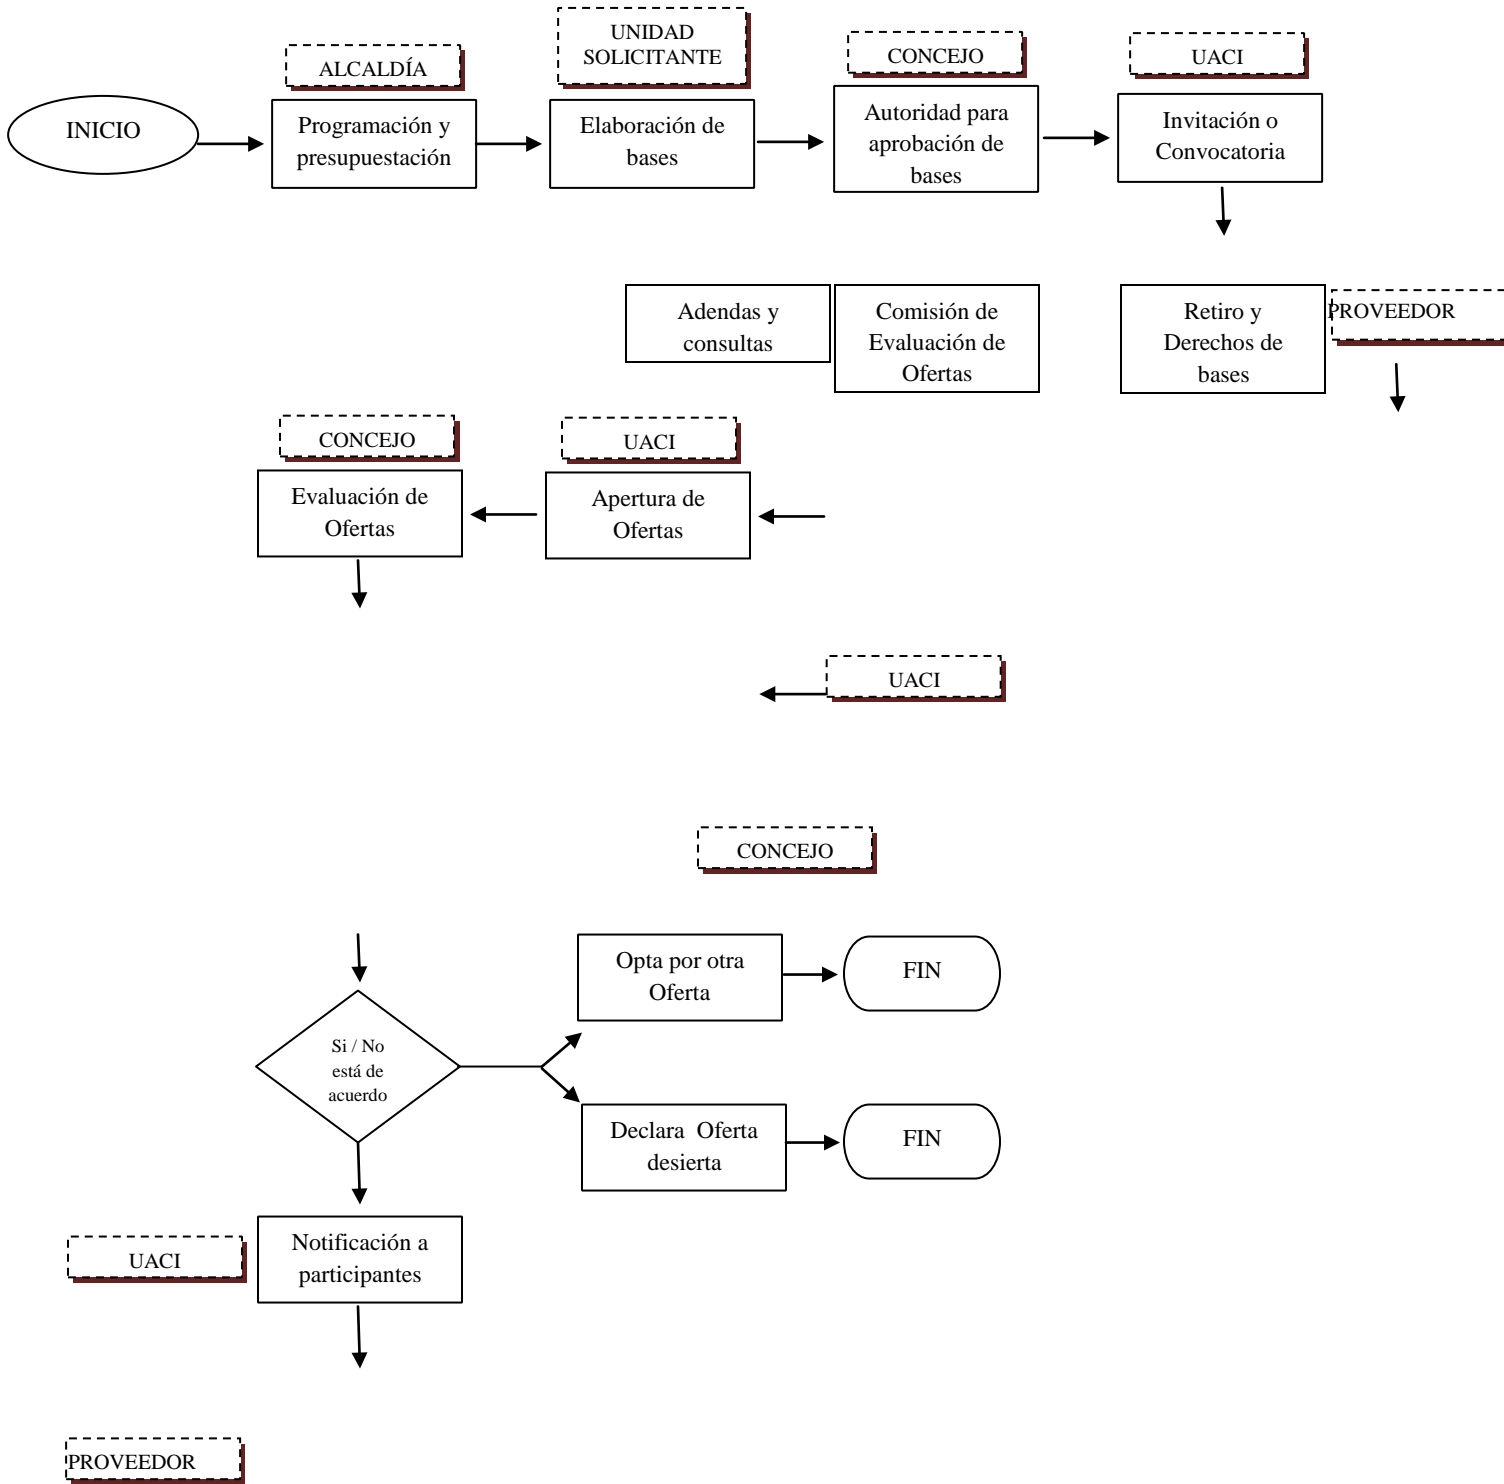 UNIDAD
SOLICITANTE
ALCALDÍA
CONCEJO
UACI
INICIO
Programación y
presupuestación
Elaboración de
bases
Autoridad para
aprobación de
bases
Invitación o
Convocatoria
Adendas y
consultas
Comisión de
Evaluación de
Ofertas
Retiro y
Derechos de
bases
PROVEEDOR
CONCEJO
UACI
Evaluación de
Ofertas
Apertura de
Ofertas
UACI
CONCEJO
Opta por otra
Oferta
FIN
Si / No
está de
acuerdo
Declara Oferta
desierta
FIN
UACI
Notificación a
participantes
PROVEEDOR